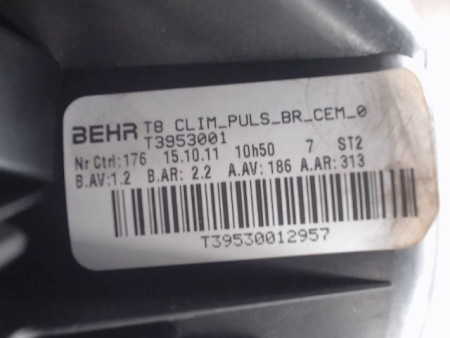 BEHR T8 CLIM_PULS_BR_CEM_0
T3953001
Nr Ctrl:176 15.10.11 10h50 7 ST2
B.AV:1.2 B.AR: 2.2 A.AV: 186 A.AR: 313
T39530012957